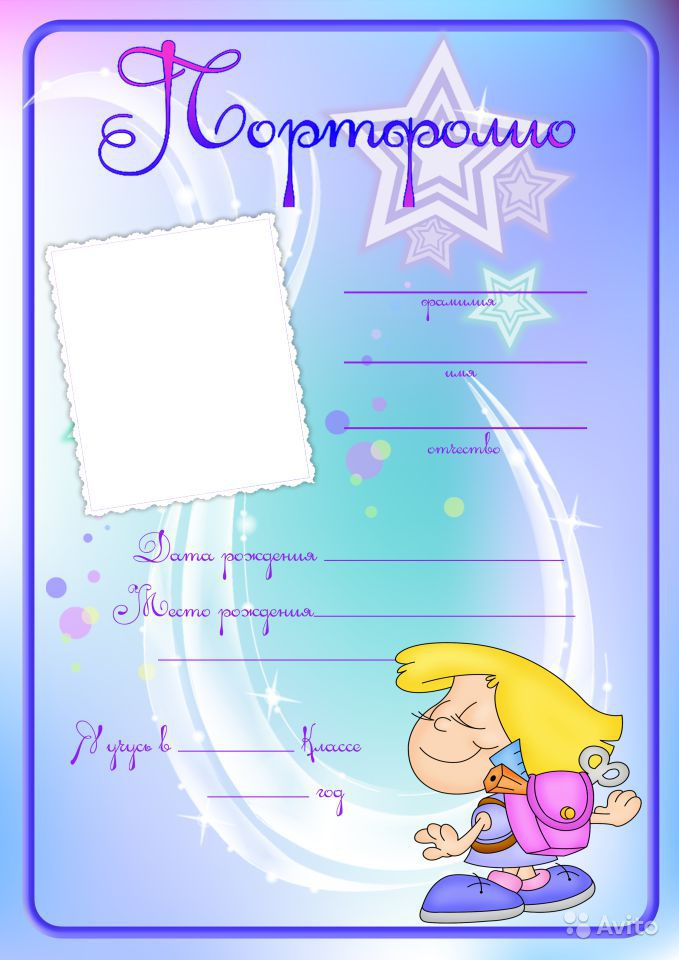 Портфолио
фамилия
имя
отчество
Дата рождения
Место рождения
Я учусь в Классе
год
Avito